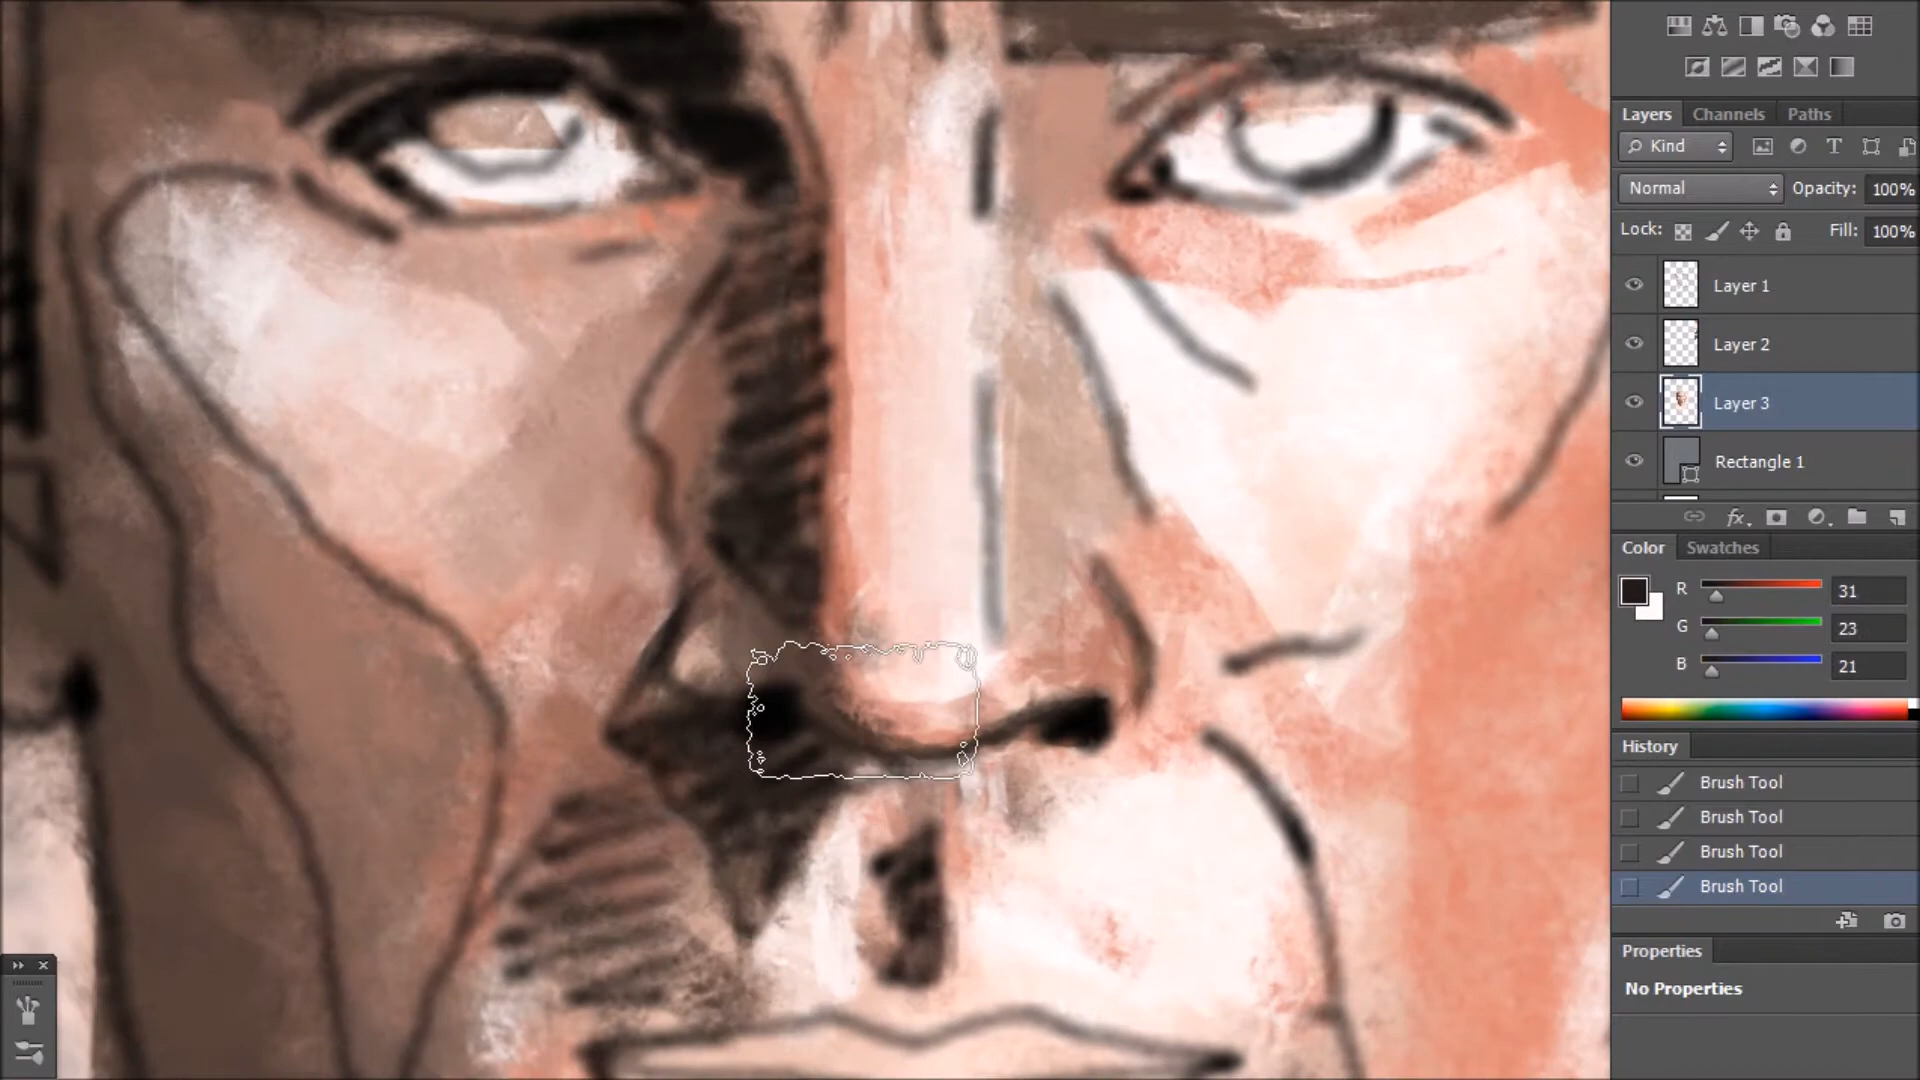 Layers Channels Paths
Kind
Normal Opacity: 100%
Lock: Fill: 100%
Layer 1
Layer 2
Layer 3
Rectangle 1
fx
Color Swatches
R 31
G 23
B 21
History
Brush Tool
Brush Tool
Brush Tool
Brush Tool
Properties
No Properties